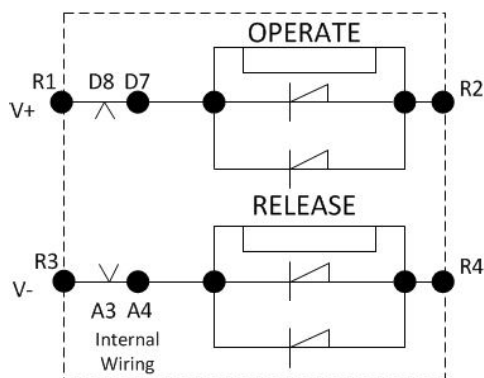 OPERATE
R1 D8 D7 R2
V+
RELEASE
R3 R4
V-
A3 A4
Internal
Wiring